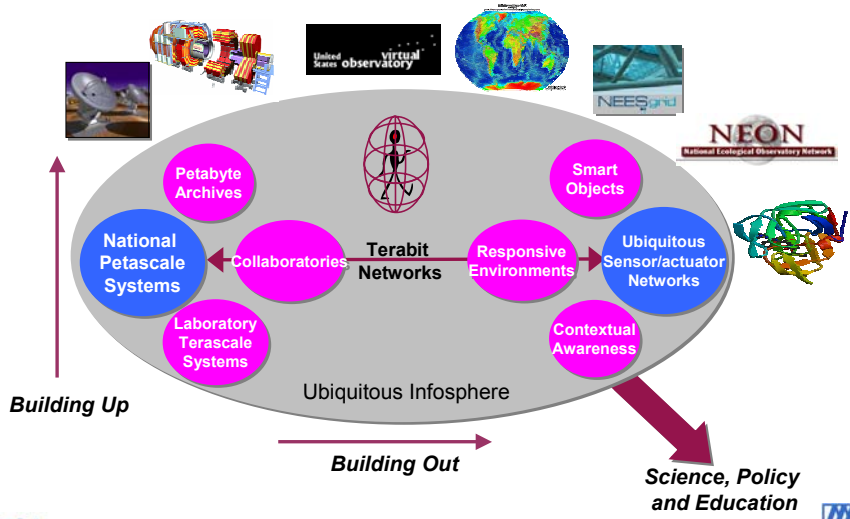 United States virtual observatory
NEESgrid
NEON
National Ecological Observatory Network
Petabyte
Archives
Smart
Objects
National
Petascale
Systems
Collaboratories
Terabit
Networks
Responsive
Environments
Ubiquitous
Sensor/actuator
Networks
Laboratory
Terascale
Systems
Contextual
Awareness
Ubiquitous Infosphere
Building Up
Building Out
Science, Policy
and Education